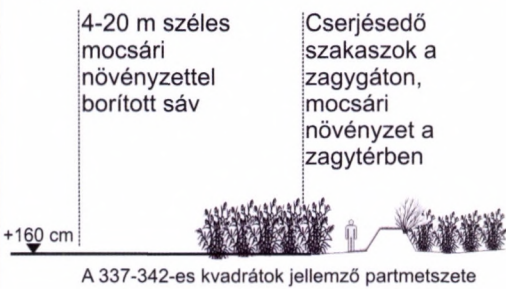 4-20 m széles
mocsári
növényzettel
borított sáv
Cserjésedő
szakaszok a
zagygáton,
mocsári
növényzet a
zagytérben
+160 cm
A 337-342-es kvadrátok jellemző partmetszete